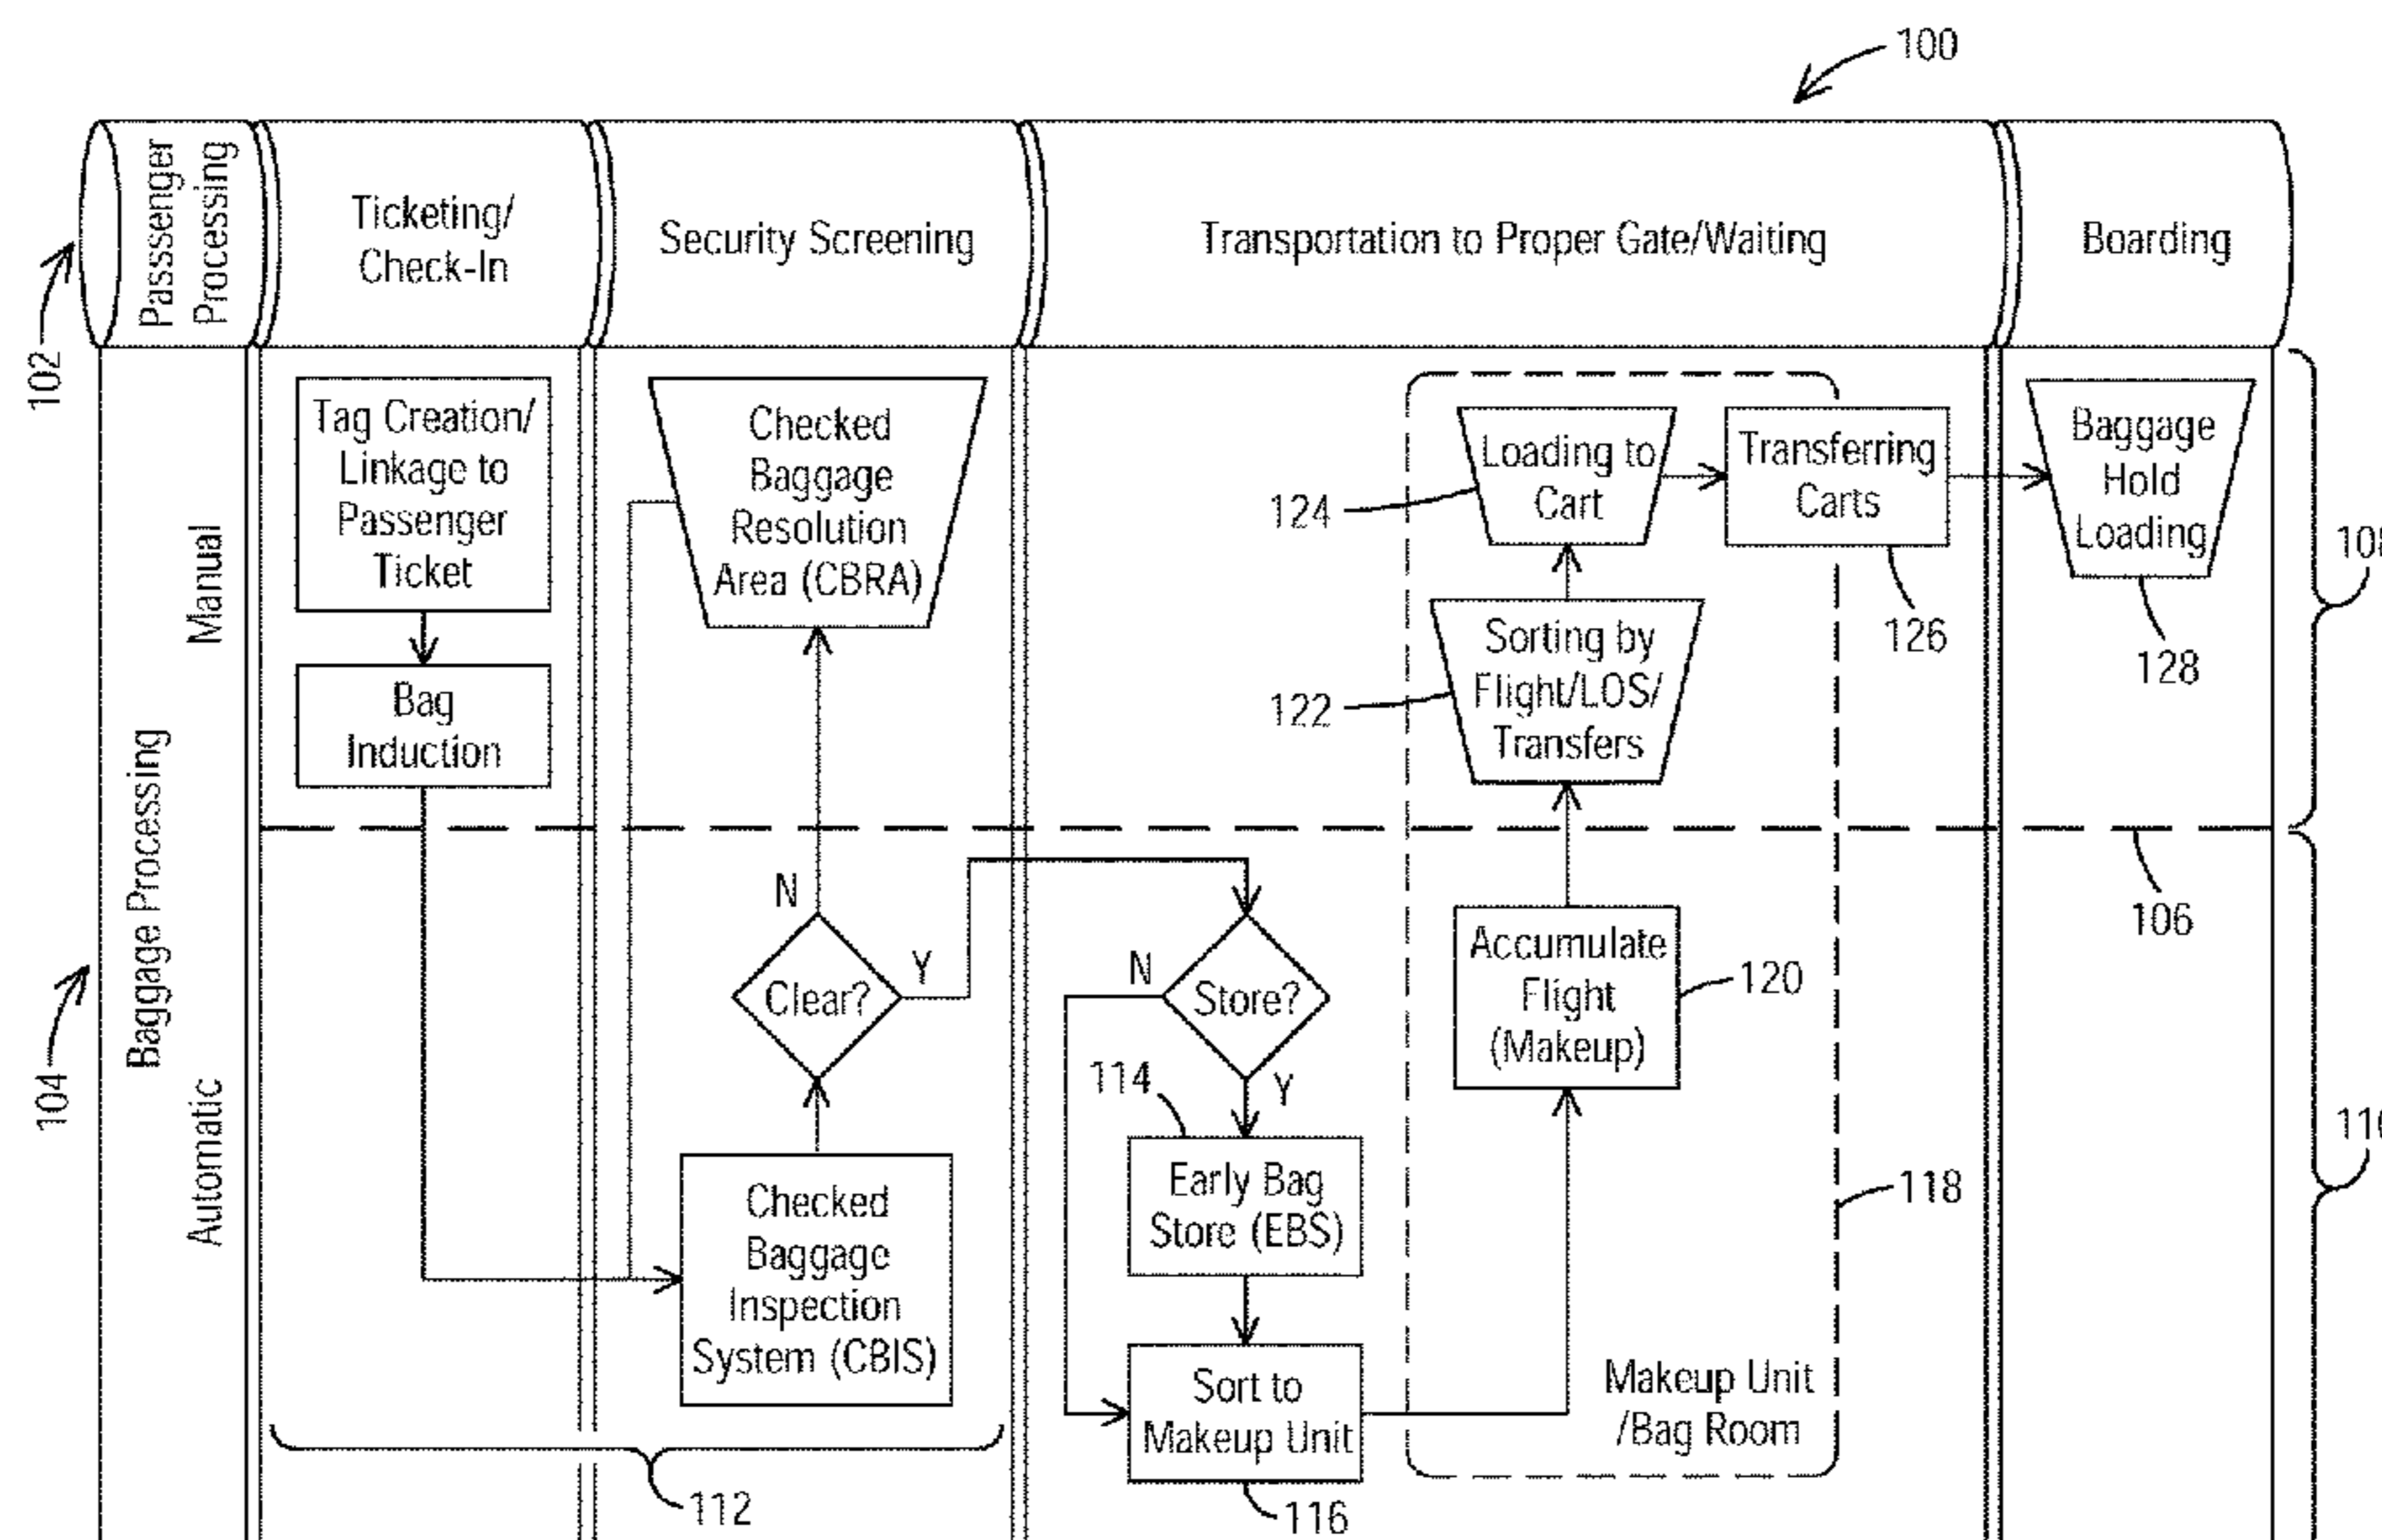 100
Passsenger
Processing
Ticketing/
Check-In
Security Screening
Transportation to Proper Gate/Waiting
Boarding
102
Manual
Tag Creation/
Linkage to
Passenger
Ticket
Bag
Induction
Checked
Baggage
Resolution
Area (CBRA)
124
Loading to
Cart
Transferring
Carts
126
Baggage
Hold
Loading
128
122
Sorting by
Flight/LOS/
Transfers
Baggage Processing
104
Automatic
N
Clear?
Y
N
Store?
Y
Accumulate
Flight
(Makeup)
120
106
114
Early Bag
Store (EBS)
118
Checked
Baggage
Inspection
System (CBIS)
Sort to
Makeup Unit
Makeup Unit
/Bag Room
112
116